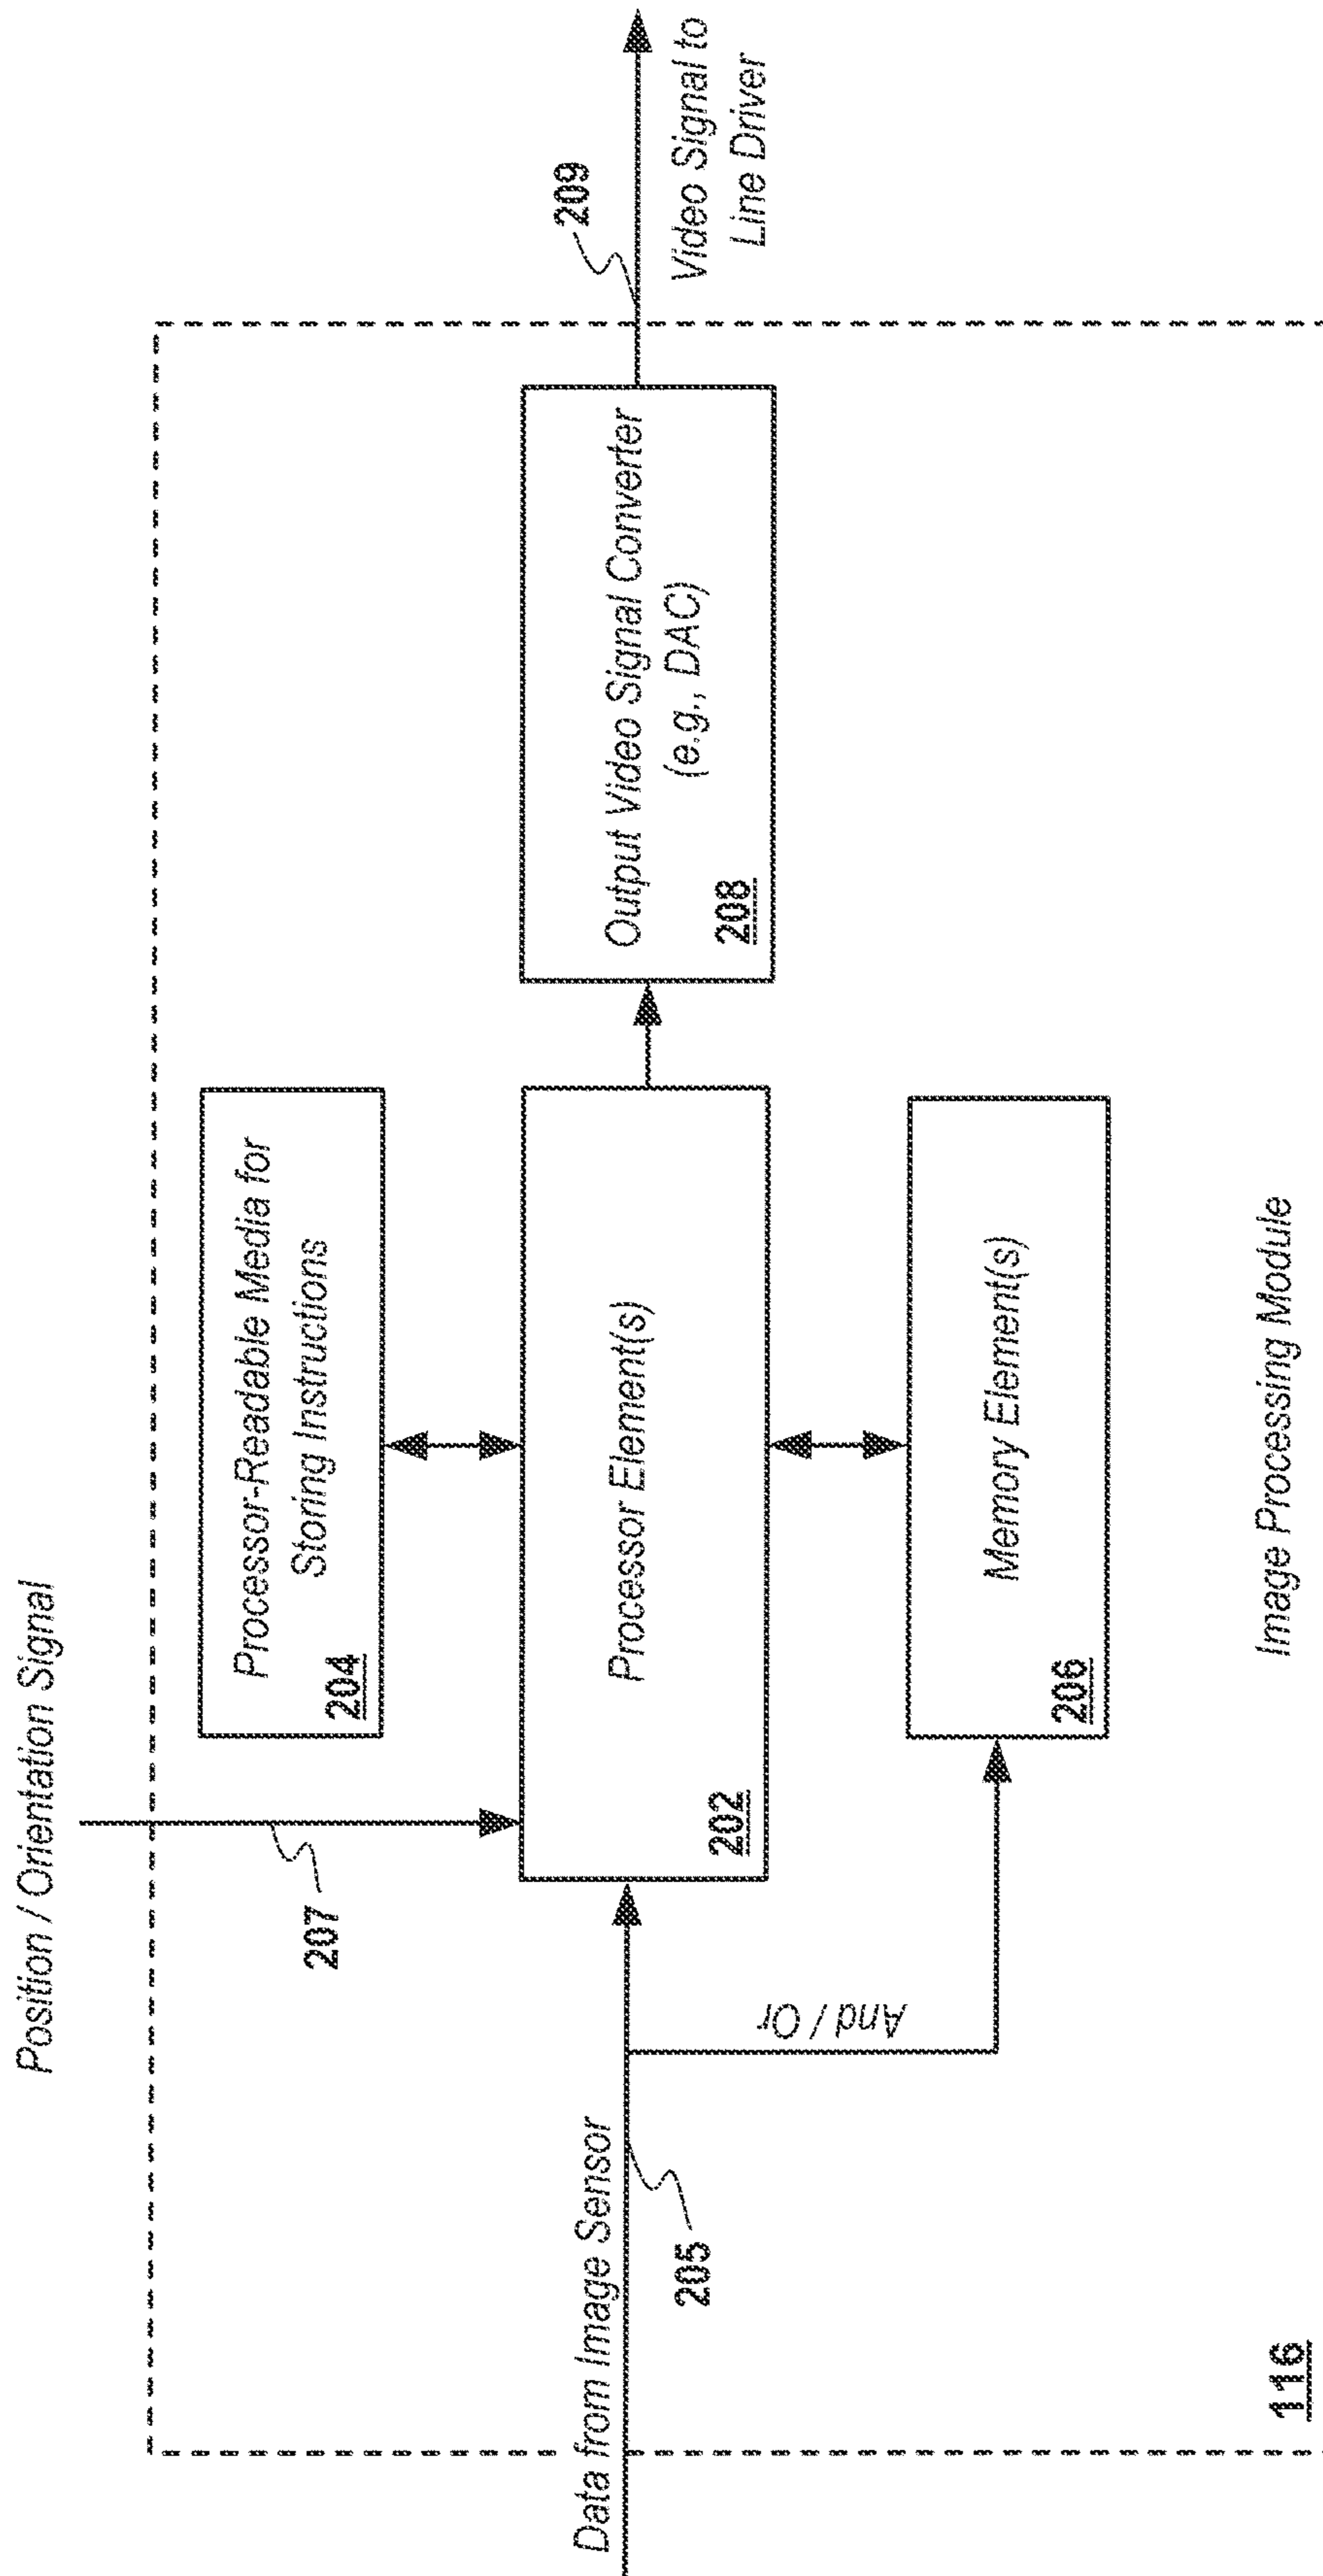 Position / Orientation Signal
207
Processor-Readable Media for
Storing Instructions
204
Data from Image Sensor
205
And / Or
Processor Element(s)
202
Output Video Signal Converter
(e.g., DAC)
208
209
Video Signal to
Line Driver
Memory Element(s)
206
Image Processing Module
116